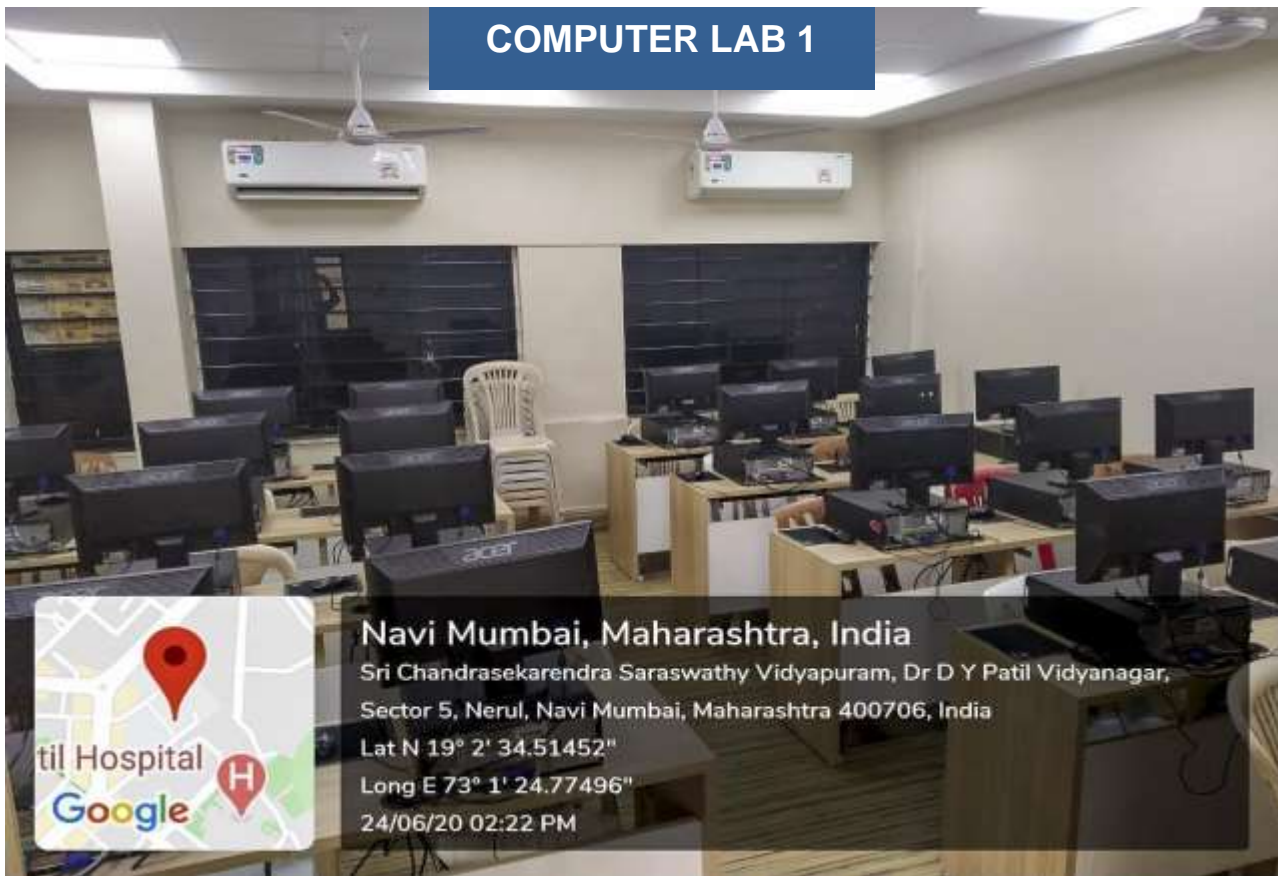 COMPUTER LAB 1
acer
Navi Mumbai, Maharashtra, India
Sri Chandrasekarendra Saraswathy Vidyapuram, Dr D Y Patil Vidyanagar,
Sector 5, Nerul, Navi Mumbai, Maharashtra 400706, India
Lat N 19° 2' 34.51452"
Long E 73° 1' 24.77496"
24/06/20 02:22 PM
til Hospital
H
Google